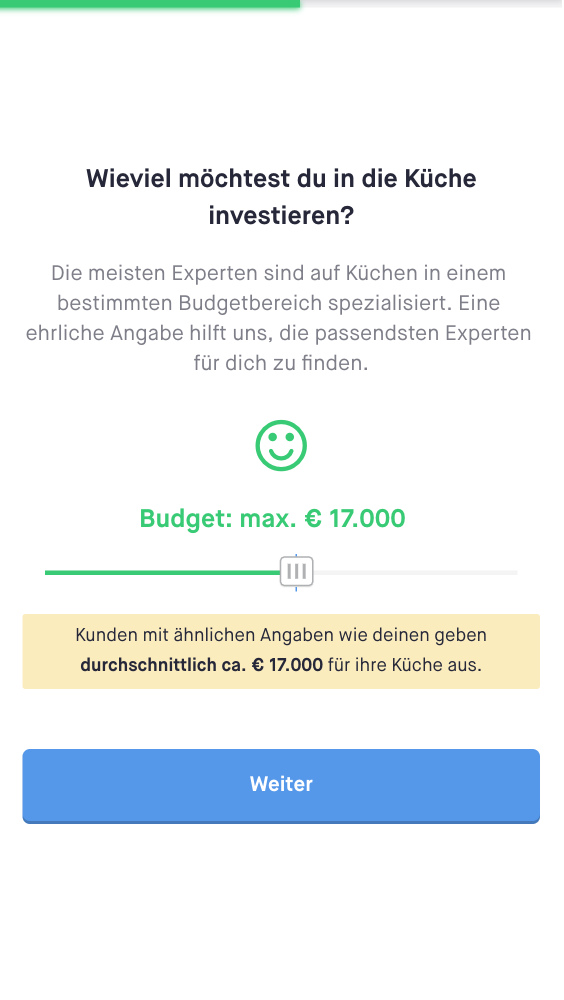 Wieviel möchtest du in die Küche
investieren?
Die meisten Experten sind auf Küchen in einem
bestimmten Budgetbereich spezialisiert. Eine
ehrliche Angabe hilft uns, die passendsten Experten
für dich zu finden.
Budget: max. € 17.000
Kunden mit ähnlichen Angaben wie deinen geben
durchschnittlich ca. € 17.000 für ihre Küche aus.
Weiter